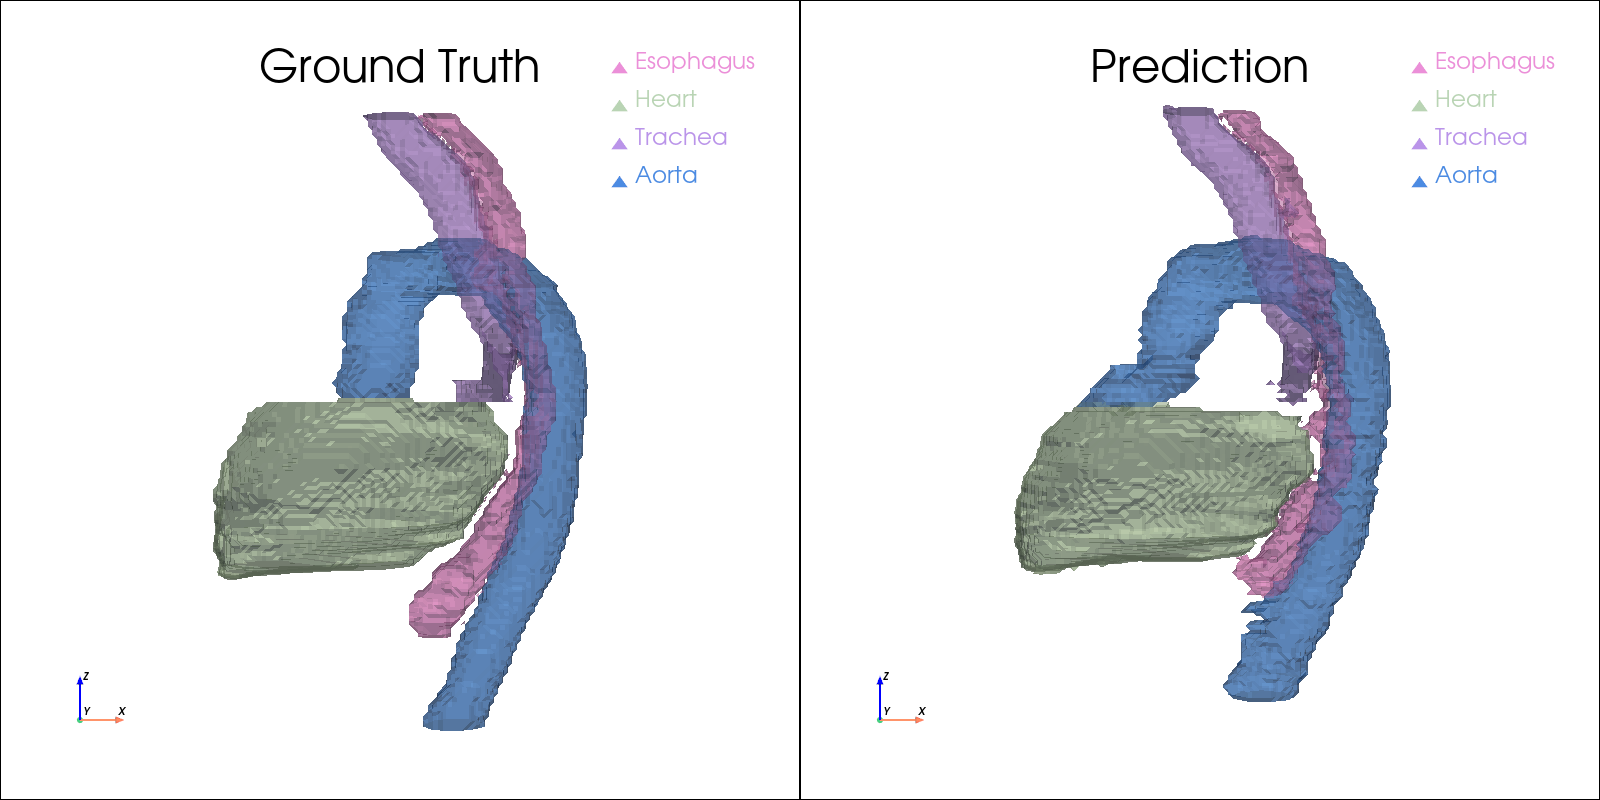 Ground Truth
Esophagus
Heart
Trachea
Aorta
Z
Y
X
Prediction
Esophagus
Heart
Trachea
Aorta
Z
Y
X